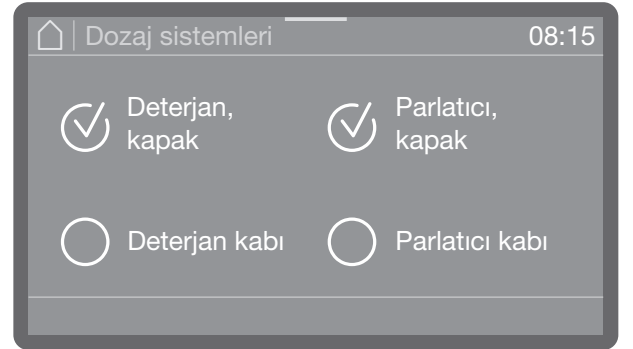 Dozaj sistemleri 08:15
Deterjan, kapak
Parlatıcı, kapak
Deterjan kabı
Parlatıcı kabı